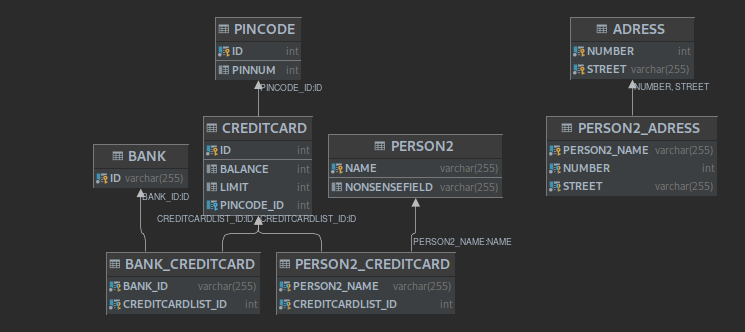 PINCODE
ID int
PINNUM int
PINCODE_ID:ID
ADRESS
NUMBER int
STREET varchar(255)
NUMBER, STREET
CREDITCARD
ID int
BALANCE int
LIMIT int
PINCODE_ID int
PERSON2_ADRESS
PERSON2_NAME varchar(255)
NUMBER int
STREET varchar(255)
PERSON2
NAME varchar(255)
NONSENSEFIELD varchar(255)
BANK
ID varchar(255)
BANK_ID:ID
CREDITCARDLIST_ID:ID
CREDITCARDLIST_ID:ID
PERSON2_NAME:NAME
BANK_CREDITCARD
BANK_ID varchar(255)
CREDITCARDLIST_ID int
PERSON2_CREDITCARD
PERSON2_NAME varchar(255)
CREDITCARDLIST_ID int